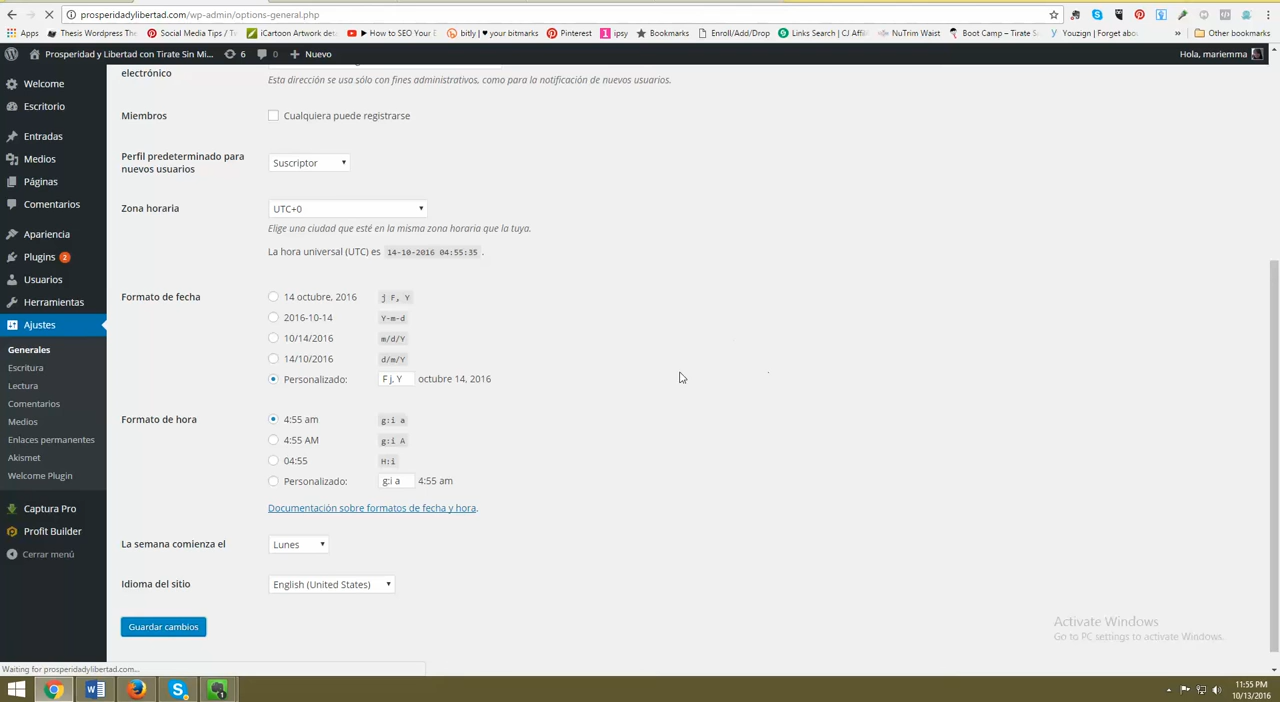 prosperidadylibertad.com/wp-admin/options-general.php
Apps Thesis Wordpress The Social Media Tips / T iCartoon Animator desk How to SEO Your E bitly | ♥ your bitmarks Pinterest ipsy Bookmarks Enroll/Add/Drop Links Search | CJ Affili NutriM Waist Boot Camp – Tirate S Youzign | Forget abou Other bookmarks
Prosperidad y Libertad con Tirate Sin Mi... 6 0 Nuevo Hola, mariemma
Welcome
Escritorio
Entradas
Medios
Páginas
Comentarios
Apariencia
Plugins 2
Usuarios
Herramientas
Ajustes
Generales
Escritura
Lectura
Comentarios
Medios
Enlaces permanentes
Akismet
Welcome Plugin
Captura Pro
Profit Builder
Cerrar menú
electrónico
Esta dirección se usa sólo con fines administrativos, como para la notificación de nuevos usuarios.
Miembros Cualquiera puede registrarse
Perfil predeterminado para
nuevos usuarios
Suscriptor
Zona horaria UTC+0
Elige una ciudad que esté en la misma zona horaria que la tuya.
La hora universal (UTC) es 14-10-2016 04:55:35 .
Formato de fecha 14 octubre, 2016 j F, Y
2016-10-14 Y-m-d
10/14/2016 m/d/Y
14/10/2016 d/m/Y
Personalizado: F j, Y octubre 14, 2016
Formato de hora 4:55 am g:i a
4:55 AM g:i A
04:55 H:i
Personalizado: g:i a 4:55 am
Documentación sobre formatos de fecha y hora.
La semana comienza el Lunes
Idioma del sitio English (United States)
Guardar cambios
Activate Windows
Go to PC settings to activate Windows.
Waiting for prosperidadylibertad.com...
11:55 PM
10/13/2016